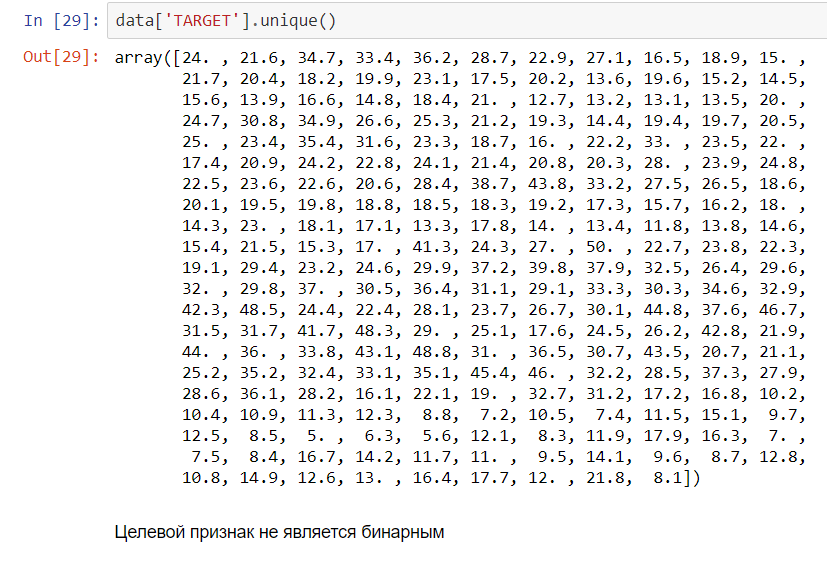 In [29]: data['TARGET'].unique()
Out[29]: array([24. , 21.6, 34.7, 33.4, 36.2, 28.7, 22.9, 27.1, 16.5, 18.9, 15. ,
21.7, 20.4, 18.2, 19.9, 23.1, 17.5, 20.2, 13.6, 19.6, 15.2, 14.5,
15.6, 13.9, 16.6, 14.8, 18.4, 21. , 12.7, 13.2, 13.1, 13.5, 20. ,
24.7, 30.8, 34.9, 26.6, 25.3, 21.2, 19.3, 14.4, 19.4, 19.7, 20.5,
25. , 23.4, 35.4, 31.6, 23.3, 18.7, 16. , 22.2, 33. , 23.5, 22. ,
17.4, 20.9, 24.2, 22.8, 24.1, 21.4, 20.8, 20.3, 28. , 23.9, 24.8,
22.5, 23.6, 22.6, 20.6, 28.4, 38.7, 43.8, 33.2, 27.5, 26.5, 18.6,
20.1, 19.5, 19.8, 18.8, 18.5, 18.3, 19.2, 17.3, 15.7, 16.2, 18. ,
14.3, 23. , 18.1, 17.1, 13.3, 17.8, 14. , 13.4, 11.8, 13.8, 14.6,
15.4, 21.5, 15.3, 17. , 41.3, 24.3, 27. , 50. , 22.7, 23.8, 22.3,
19.1, 29.4, 23.2, 24.6, 29.9, 37.2, 39.8, 37.9, 32.5, 26.4, 29.6,
32. , 29.8, 37. , 30.5, 36.4, 31.1, 29.1, 33.3, 30.3, 34.6, 32.9,
42.3, 48.5, 24.4, 22.4, 28.1, 23.7, 26.7, 30.1, 44.8, 37.6, 46.7,
31.5, 31.7, 41.7, 48.3, 29. , 25.1, 17.6, 24.5, 26.2, 42.8, 21.9,
44. , 36. , 33.8, 43.1, 48.8, 31. , 36.5, 30.7, 43.5, 20.7, 21.1,
25.2, 35.2, 32.4, 33.1, 35.1, 45.4, 46. , 32.2, 28.5, 37.3, 27.9,
28.6, 36.1, 28.2, 16.1, 22.1, 19. , 32.7, 31.2, 17.2, 16.8, 10.2,
10.4, 10.9, 11.3, 12.3, 8.8, 7.2, 10.5, 7.4, 11.5, 15.1, 9.7,
12.5, 8.5, 5. , 6.3, 5.6, 12.1, 8.3, 11.9, 17.9, 16.3, 7. ,
7.5, 8.4, 16.7, 14.2, 11.7, 11. , 9.5, 14.1, 9.6, 8.7, 12.8,
10.8, 14.9, 12.6, 13. , 16.4, 17.7, 12. , 21.8, 8.1])
Целевой признак не является бинарным